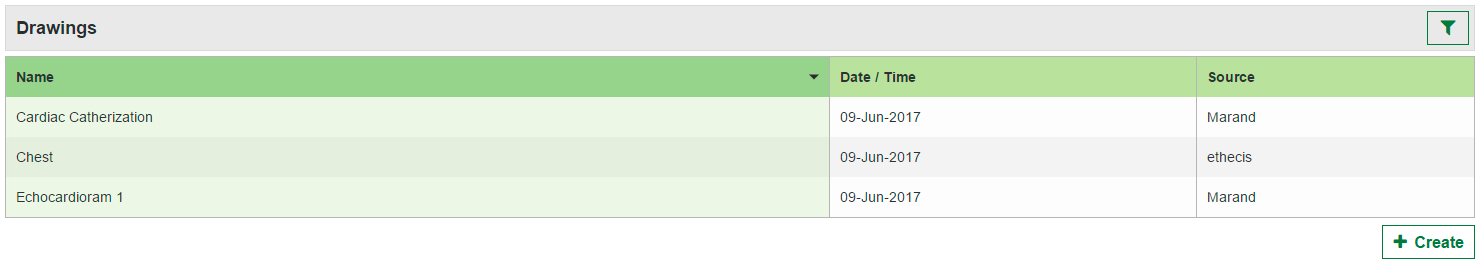 Drawings
Name Date / Time Source
Cardiac Catherization 09-Jun-2017 Marand
Chest 09-Jun-2017 ethecis
Echocardioram 1 09-Jun-2017 Marand
Create